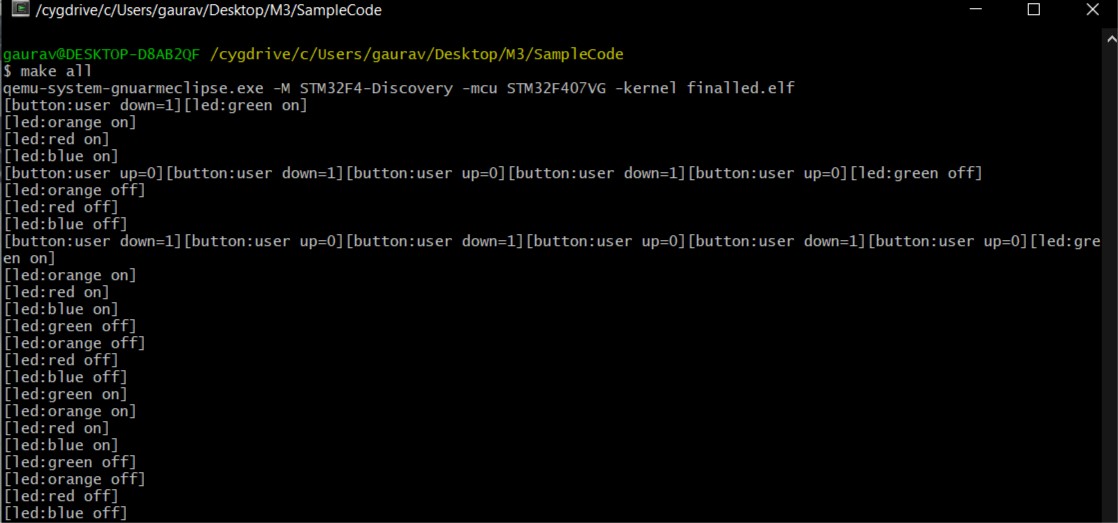 /cygdrive/c/Users/gaurav/Desktop/M3/SampleCode
gaurav@DESKTOP-D8AB2QF /cygdrive/c/Users/gaurav/Desktop/M3/SampleCode
$ make all
qemu-system-gnuarmeclipse.exe -M STM32F4-Discovery -mcu STM32F407VG -kernel finalled.elf
[button:user down=1][led:green on]
[led:orange on]
[led:red on]
[led:blue on]
[button:user up=0][button:user down=1][button:user up=0][button:user down=1][button:user up=0][led:green off]
[led:orange off]
[led:red off]
[led:blue off]
[button:user down=1][button:user up=0][button:user down=1][button:user up=0][button:user down=1][button:user up=0][led:gre
en on]
[led:orange on]
[led:red on]
[led:blue on]
[led:green off]
[led:orange off]
[led:red off]
[led:blue off]
[led:green on]
[led:orange on]
[led:red on]
[led:blue on]
[led:green off]
[led:orange off]
[led:red off]
[led:blue off]